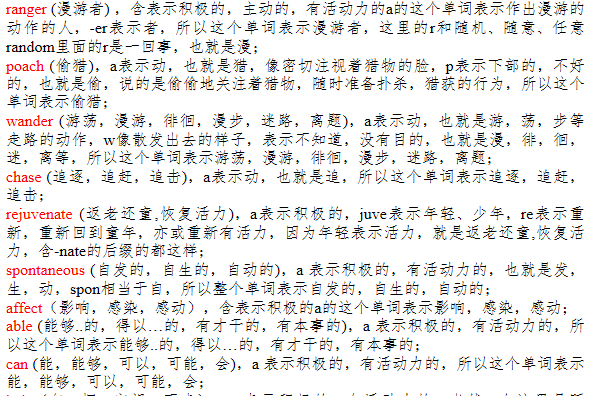 ranger (漫游者) ，含表示积极的，主动的，有活动力的a的这个单词表示作出漫游的
动作的人，-er表示者，所以这个单词表示漫游者，这里的r和随机、随意、任意
random里面的r是一回事，也就是漫；
poach (偷猎)，a表示动，也就是猎，像密切注视着猎物的脸，p表示下部的，不好
的，也就是偷，说的是偷偷地关注着猎物，随时准备扑杀，猎获的行为，所以这个
单词表示偷猎；
wander (游荡，漫游，徘徊，漫步，迷路，离题)，a表示动，也就是游，荡，步等
走路的动作，w像散发出去的样子，表示不知道，没有目的，也就是漫，徘，徊，
迷，离等，所以这个单词表示游荡，漫游，徘徊，漫步，迷路，离题；
chase (追逐，追赶，追击)，a表示动，也就是追，所以这个单词表示追逐，追赶，
追击；
rejuvenate (返老还童,恢复活力)，a表示积极的，juve表示年轻、少年，re表示重
新，重新回到童年，亦或重新有活力，因为年轻表示活力，就是返老还童,恢复活
力，含-nate的后缀的都这样；
spontaneous (自发的，自生的，自动的)，a 表示积极的，有活动力的，也就是发，
生，动，spon相当于自，所以整个单词表示自发的，自生的，自动的；
affect（影响，感染，感动），含表示积极的a的这个单词表示影响，感染，感动；
able (能够..的，得以…的，有才干的，有本事的)，a 表示积极的，有活动力的，所
以这个单词表示能够..的，得以…的，有才干的，有本事的；
can (能，能够，可以，可能，会)，a 表示积极的，有活动力的，所以这个单词表示
能，能够，可以，可能，会；